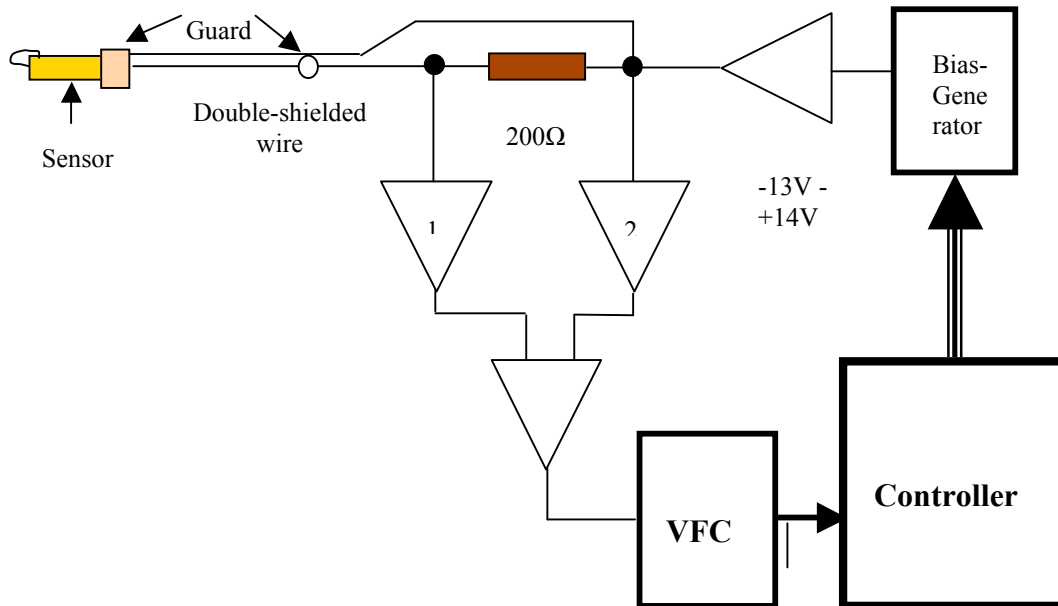 Guard
Double-shielded
wire
Sensor
200Ω
1
2
-13V -
+14V
Bias-
Gene
rator
VFC
Controller